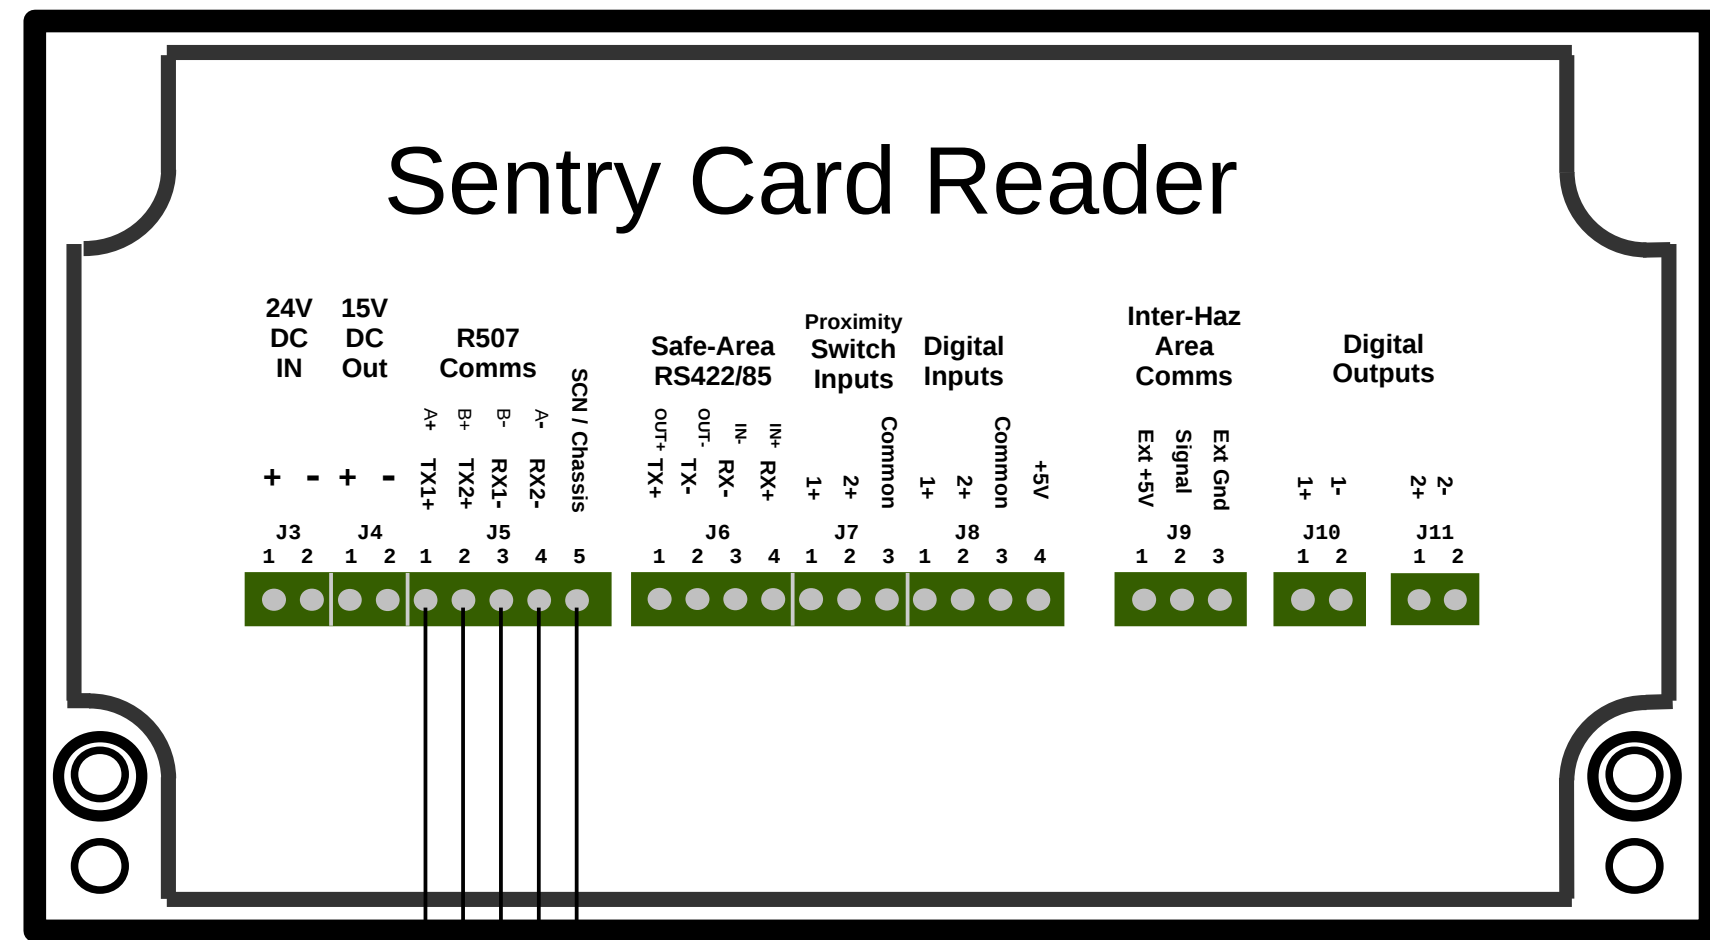 Sentry Card Reader
24V
DC
IN
15V
DC
Out
R507
Comms
Safe-Area
RS422/85
Proximity
Switch
Inputs
Digital
Inputs
Inter-Haz
Area
Comms
Digital
Outputs
+ - + -
A+ B+ B- A-
TX1+ TX2+ RX1- RX2- SCN / Chassis
OUT+ OUT- IN- IN+
TX+ TX- RX- RX+
1+ 2+ Common
1+ 2+ Common +5V
Ext +5V Signal Ext Gnd
1+ 1-
2+ 2-
J3 J4 J5 J6 J7 J8 J9 J10 J11
1 2 1 2 1 2 3 4 5 1 2 3 4 1 2 3 1 2 3 4 1 2 3 1 2 1 2